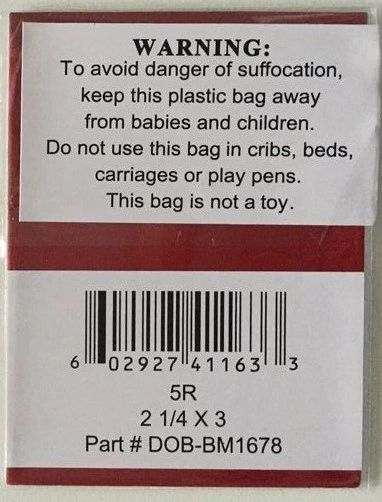 WARNING:
To avoid danger of suffocation,
keep this plastic bag away
from babies and children.
Do not use this bag in cribs, beds,
carriages or play pens.
This bag is not a toy.
6 02927 41163 3
5R
2 1/4 X 3
Part # DOB-BM1678